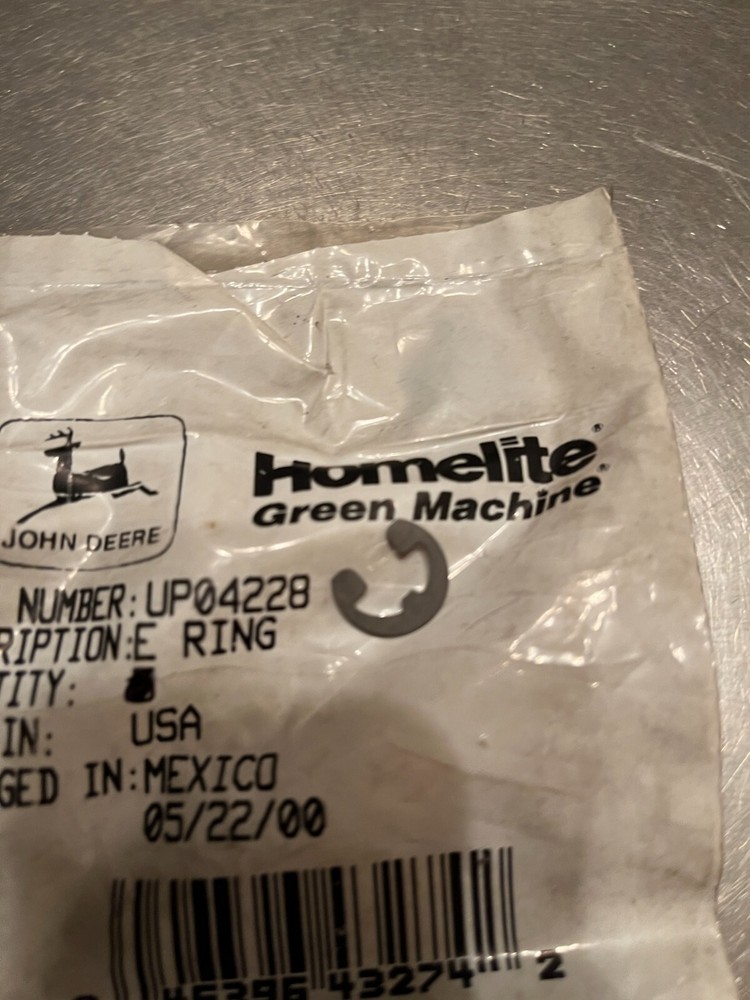 Homelite®
Green Machine®
JOHN DEERE
NUMBER: UP04228
RIPTION: E RING
TITY:
IN: USA
GED IN: MEXICO
05/22/00
46396 43274 2